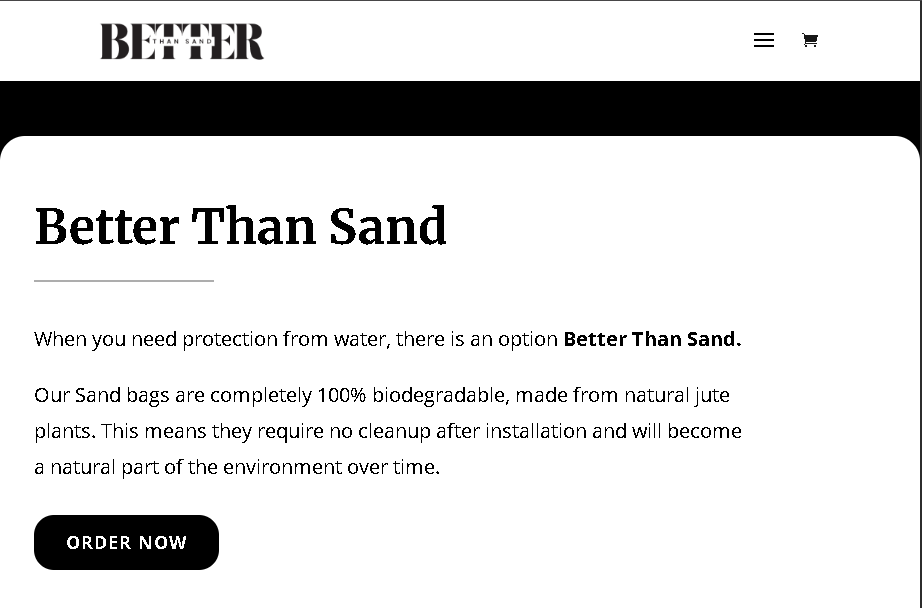 BETTER
THAN SAND
Better Than Sand
When you need protection from water, there is an option Better Than Sand.
Our Sand bags are completely 100% biodegradable, made from natural jute
plants. This means they require no cleanup after installation and will become
a natural part of the environment over time.
ORDER NOW